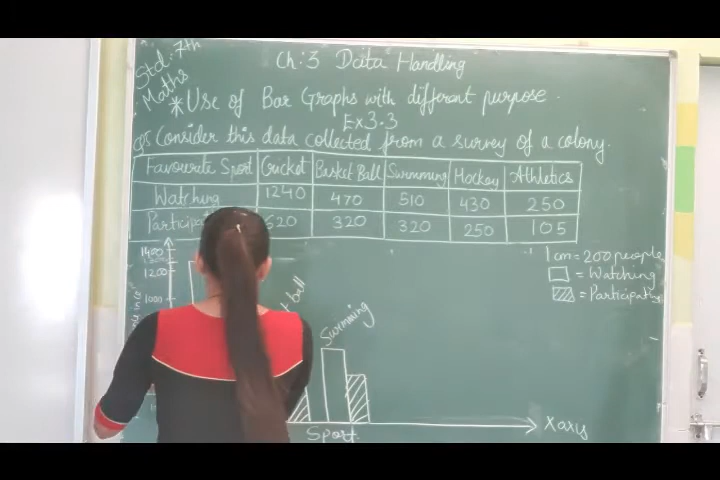 Std: 7th
Maths
Ch: 3 Data Handling
* Use of Bar Graphs with different purpose.
Ex 3.3
Q5 Consider this data collected from a survey of a colony.
Favourite Sport Cricket Basket Ball Swimming Hockey Athletics
Watching 1240 470 510 430 250
620 320 320 250 105
1 cm = 200 people
= Watching
= Participating
1400
1200
1000
Swimming
Sport
X axis